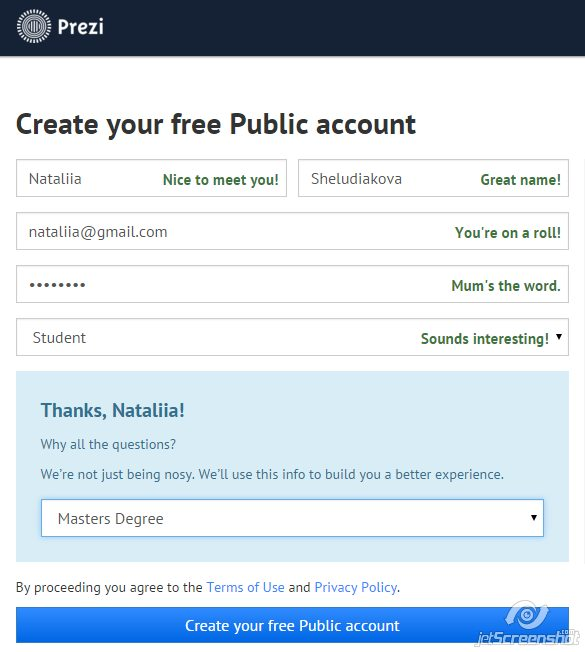 Prezi
Create your free Public account
Nataliia Nice to meet you! Sheludiakova Great name!
nataliia@gmail.com You're on a roll!
•••••••• Mum's the word.
Student Sounds interesting!
Thanks, Nataliia!
Why all the questions?
We’re not just being nosy. We’ll use this info to build you a better experience.
Masters Degree
By proceeding you agree to the Terms of Use and Privacy Policy.
Create your free Public account
jetScreenshot
.com